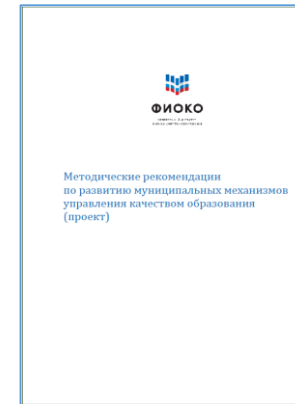 ФИОКО
Методические рекомендации
по развитию муниципальных механизмов
управления качеством образования
(проект)